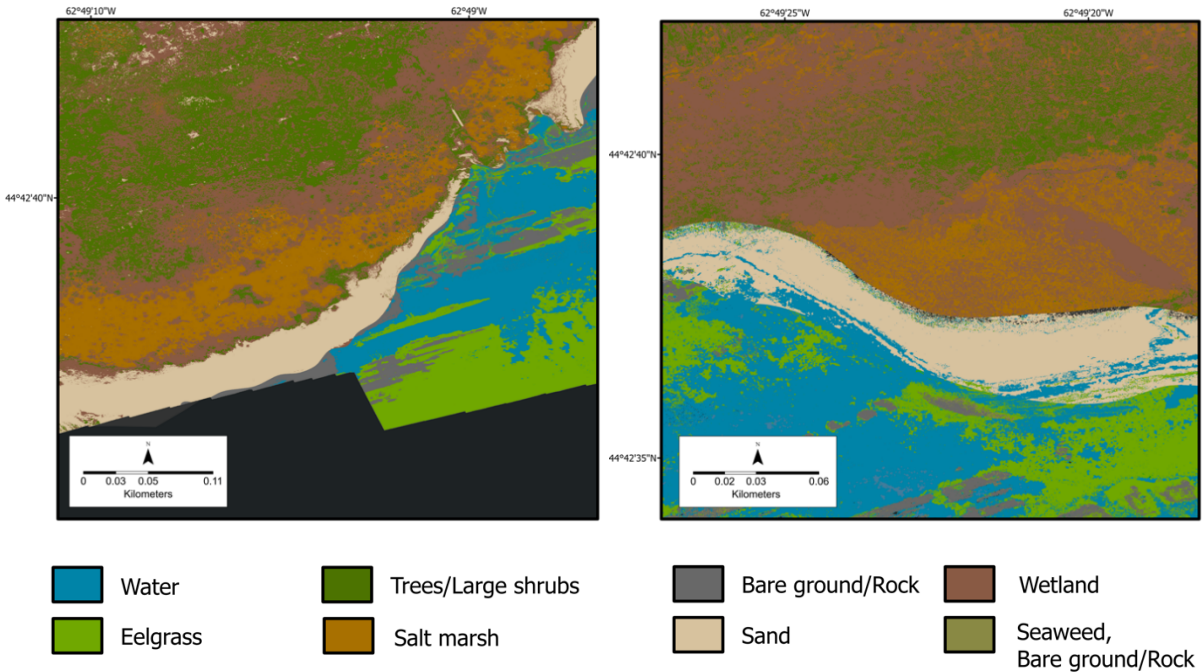 62°49'10"W
62°49'W
62°49'25"W
62°49'20"W
44°42'40"N
44°42'40"N
44°42'35"N
N
0 0.03 0.05 0.11
Kilometers
N
0 0.02 0.03 0.06
Kilometers
Water
Trees/Large shrubs
Bare ground/Rock
Wetland
Eelgrass
Salt marsh
Sand
Seaweed,
Bare ground/Rock